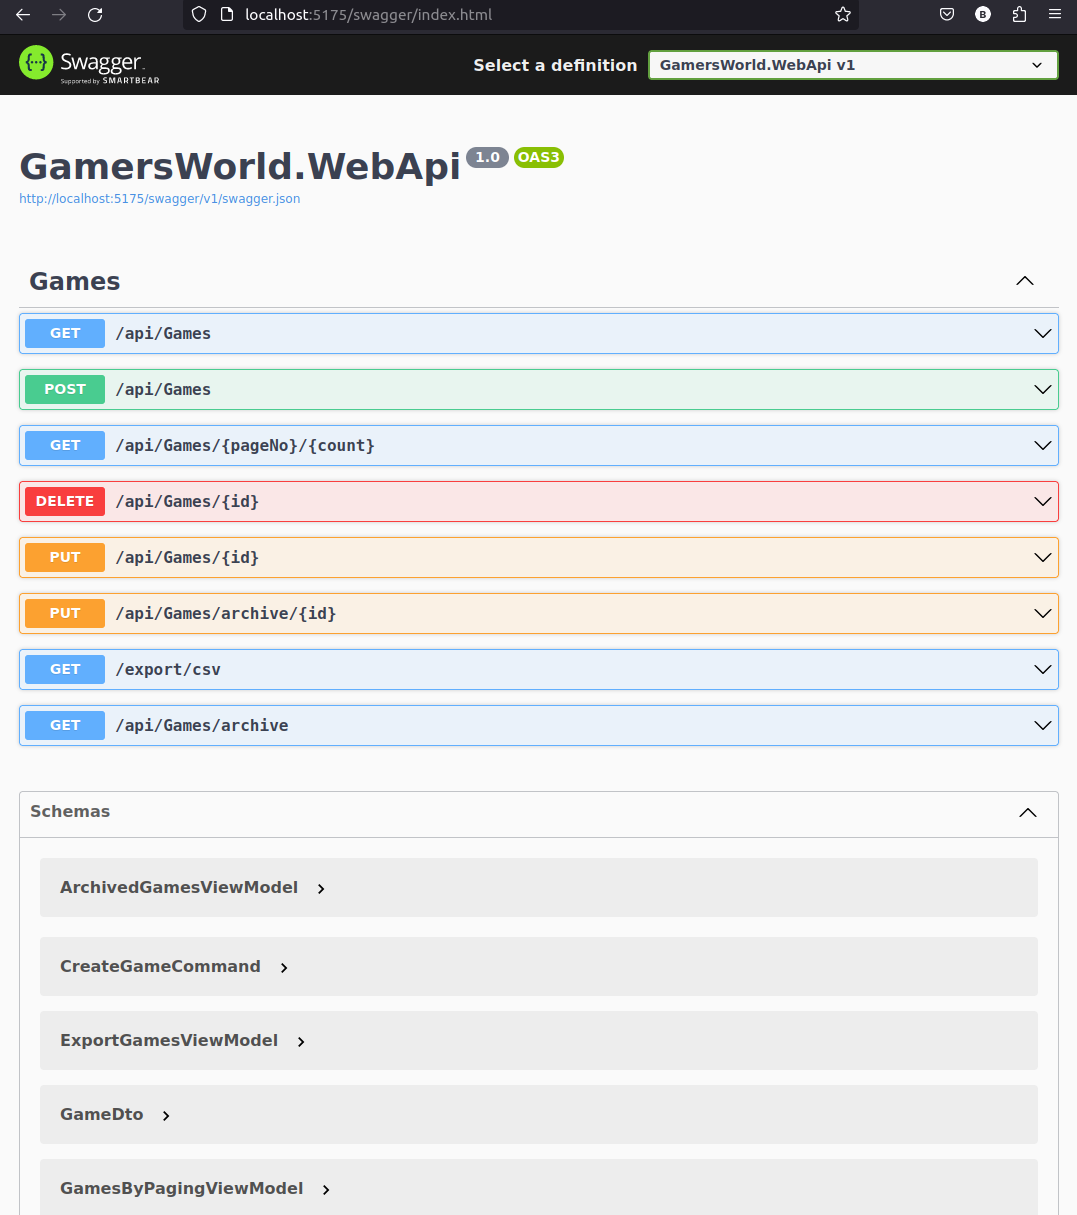 localhost:5175/swagger/index.html
B
{··} Swagger
Supported by SMARTBEAR
Select a definition
GamersWorld.WebApi v1
GamersWorld.WebApi 1.0 OAS3
http://localhost:5175/swagger/v1/swagger.json
Games
GET /api/Games
POST /api/Games
GET /api/Games/{pageNo}/{count}
DELETE /api/Games/{id}
PUT /api/Games/{id}
PUT /api/Games/archive/{id}
GET /export/csv
GET /api/Games/archive
Schemas
ArchivedGamesViewModel
CreateGameCommand
ExportGamesViewModel
GameDto
GamesByPagingViewModel